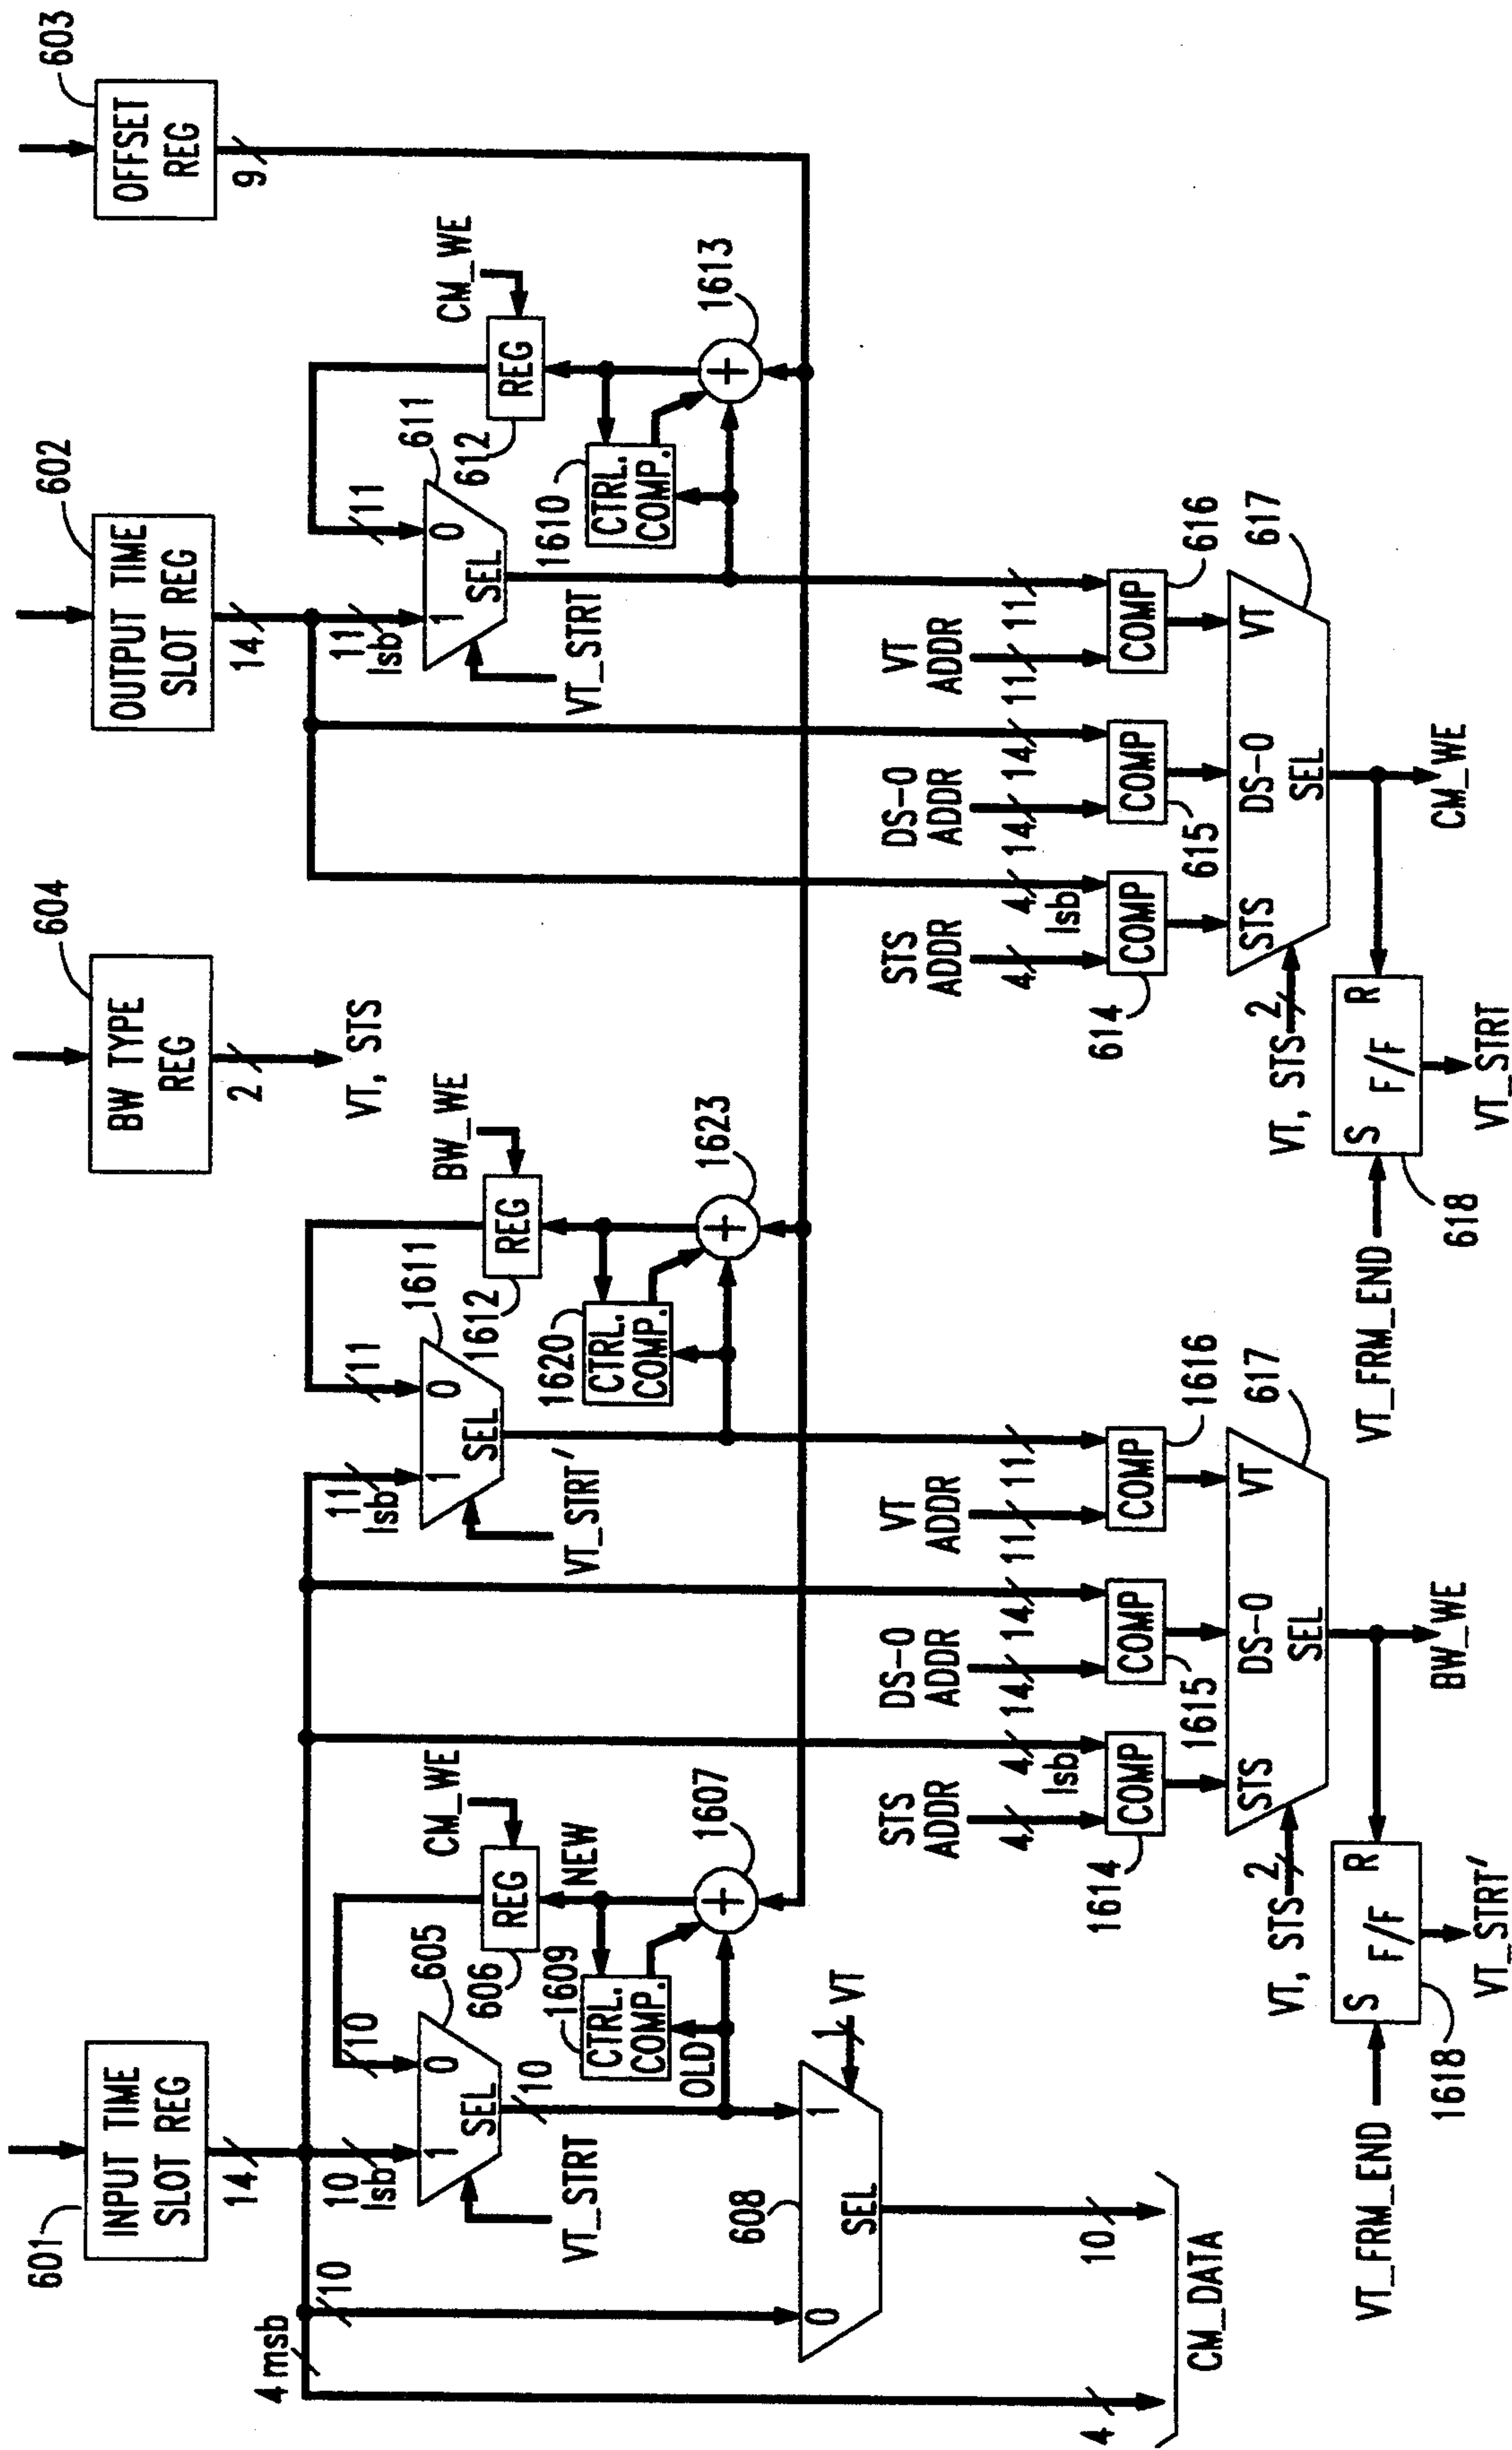 601
INPUT TIME
SLOT REG
604
BW TYPE
REG
602
OUTPUT TIME
SLOT REG
603
OFFSET
REG
14
2
VT, STS
14
9
4 msb
10
10
lsb
10
605
1
0
SEL
VT_STRT
10
CM_WE
REG
606
NEW
1609
CTRL.
COMP.
OLD
1607
11
lsb
11
1611
1
0
SEL
VT_STRT'
BW_WE
REG
1612
1620
CTRL.
COMP.
1623
11
lsb
11
611
1
0
SEL
VT_STRT
CM_WE
REG
612
1610
CTRL.
COMP.
1613
608
0
1
SEL
1
VT
4
10
CM_DATA
STS
ADDR
4
4
lsb
DS-0
ADDR
14
14
VT
ADDR
11
11
COMP
1614
COMP
1615
COMP
1616
STS
DS-0
VT
SEL
617
VT, STS
2
BW_WE
S
R
F/F
1618
VT_FRM_END
VT_STRT'
STS
ADDR
4
4
lsb
DS-0
ADDR
14
14
VT
ADDR
11
11
COMP
614
COMP
615
COMP
616
STS
DS-0
VT
SEL
617
VT, STS
2
CM_WE
S
R
F/F
618
VT_FRM_END
VT_STRT